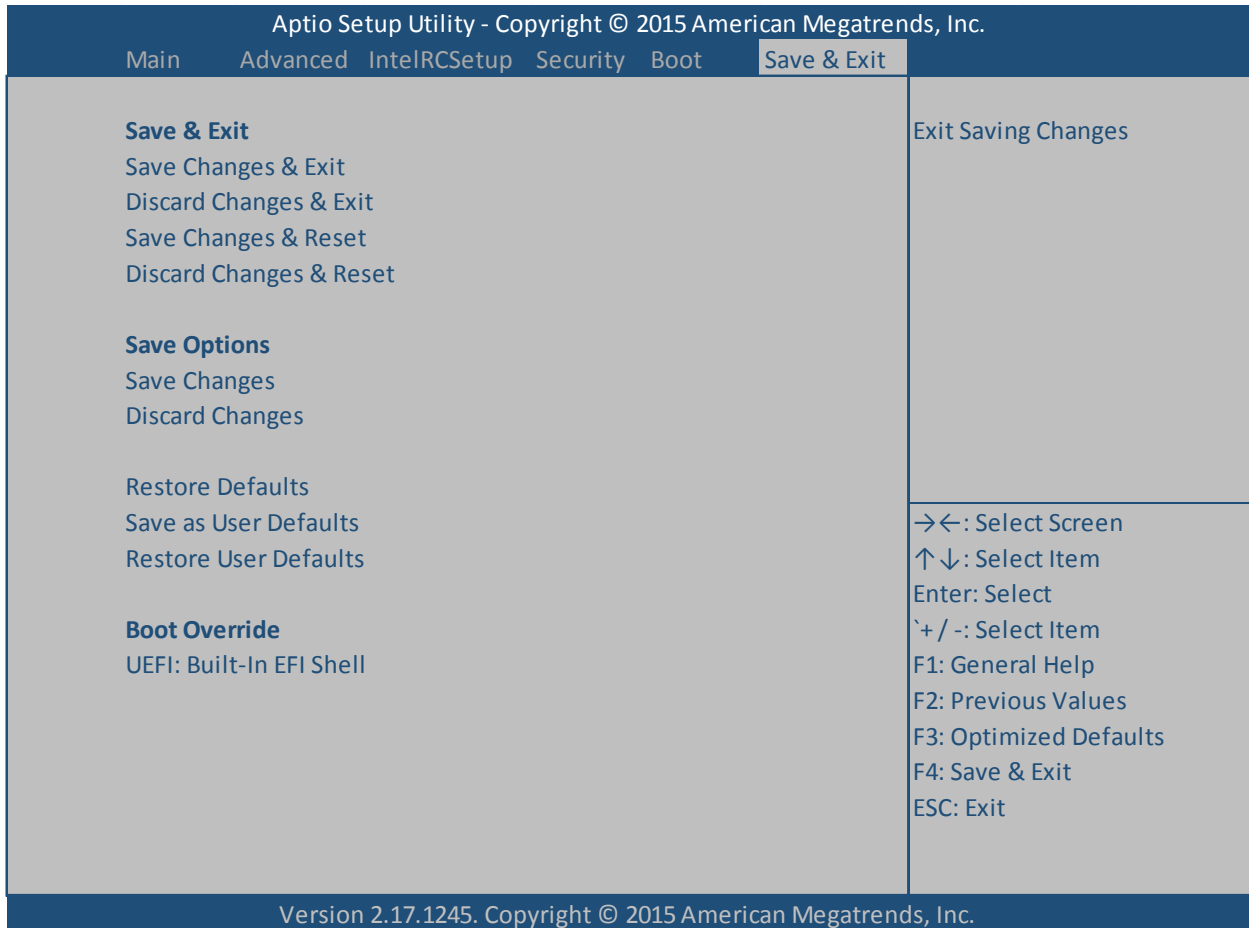 Aptio Setup Utility - Copyright © 2015 American Megatrends, Inc.
Main Advanced IntelRCSetup Security Boot Save & Exit
Save & Exit
Save Changes & Exit
Discard Changes & Exit
Save Changes & Reset
Discard Changes & Reset
Save Options
Save Changes
Discard Changes
Restore Defaults
Save as User Defaults
Restore User Defaults
Boot Override
UEFI: Built-In EFI Shell
Exit Saving Changes
→←: Select Screen
↑↓: Select Item
Enter: Select
`+ / -: Select Item
F1: General Help
F2: Previous Values
F3: Optimized Defaults
F4: Save & Exit
ESC: Exit
Version 2.17.1245. Copyright © 2015 American Megatrends, Inc.